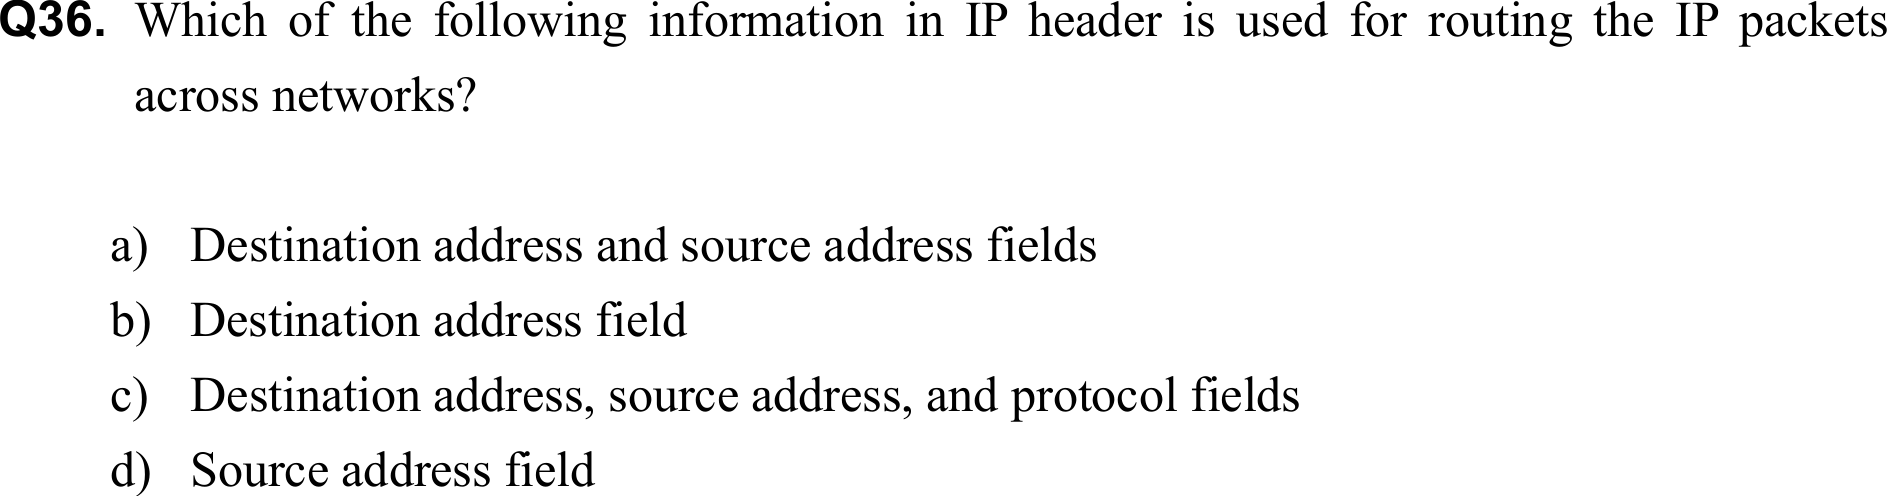 Q36. Which of the following information in IP header is used for routing the IP packets
across networks?
a) Destination address and source address fields
b) Destination address field
c) Destination address, source address, and protocol fields
d) Source address field